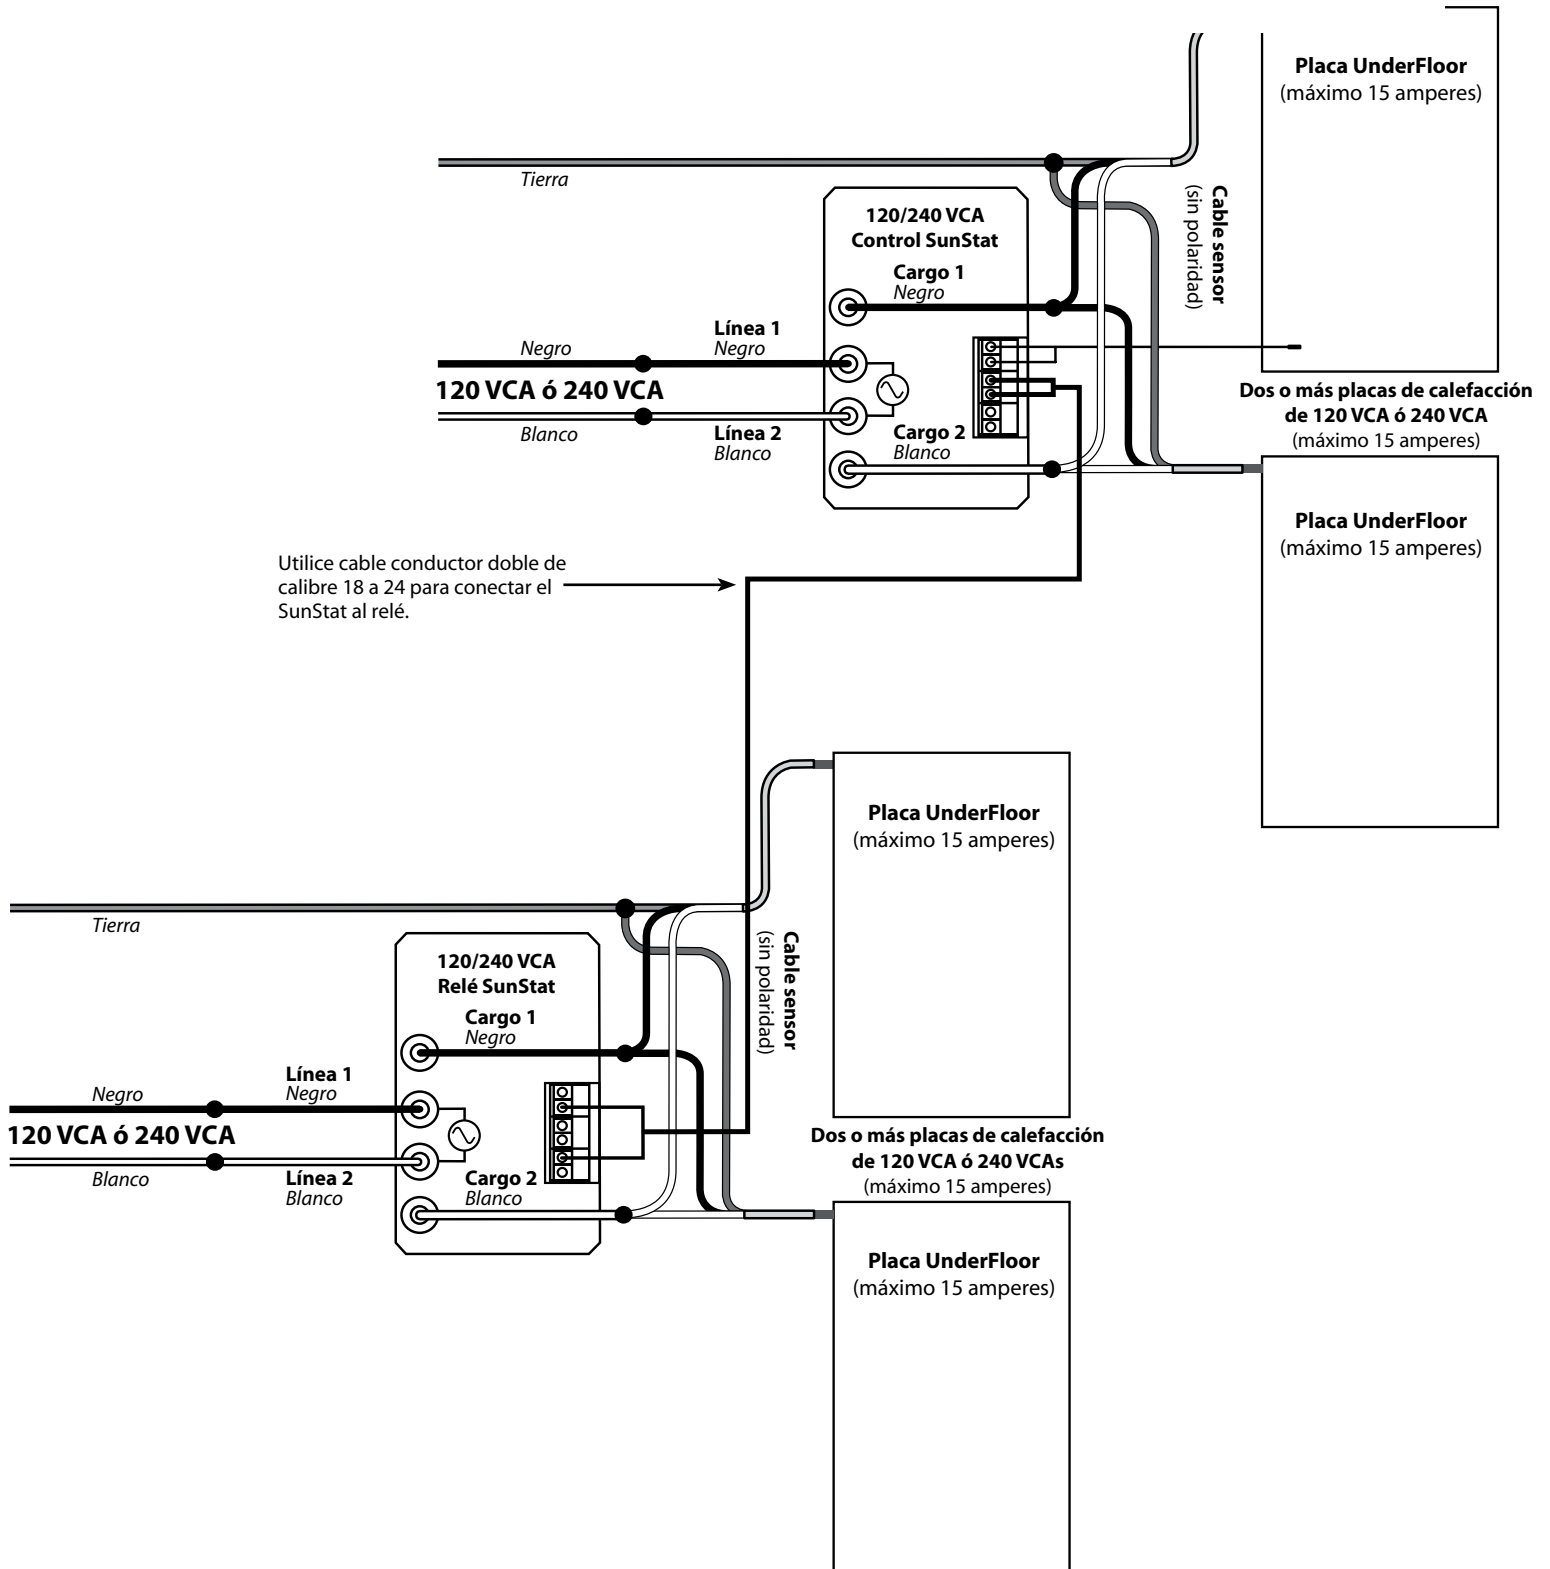 Placa UnderFloor
(máximo 15 amperes)
Tierra
Cable sensor
(sin polaridad)
120/240 VCA
Control SunStat
Cargo 1
Negro
Línea 1
Negro
Negro
120 VCA ó 240 VCA
Blanco
Línea 2
Blanco
Cargo 2
Blanco
Dos o más placas de calefacción
de 120 VCA ó 240 VCA
(máximo 15 amperes)
Placa UnderFloor
(máximo 15 amperes)
Utilice cable conductor doble de
calibre 18 a 24 para conectar el
SunStat al relé.
Placa UnderFloor
(máximo 15 amperes)
Tierra
Cable sensor
(sin polaridad)
120/240 VCA
Relé SunStat
Cargo 1
Negro
Línea 1
Negro
Negro
120 VCA ó 240 VCA
Blanco
Línea 2
Blanco
Cargo 2
Blanco
Dos o más placas de calefacción
de 120 VCA ó 240 VCAs
(máximo 15 amperes)
Placa UnderFloor
(máximo 15 amperes)